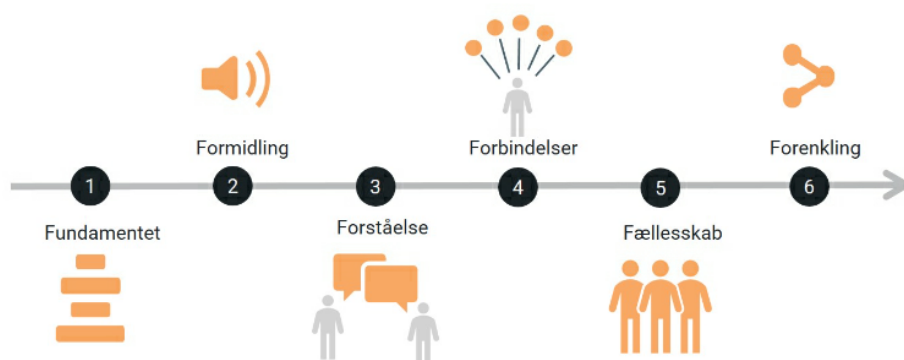 Formidling
Forbindelser
Forenkling
1
2
3
4
5
6
Fundamentet
Forståelse
Fællesskab